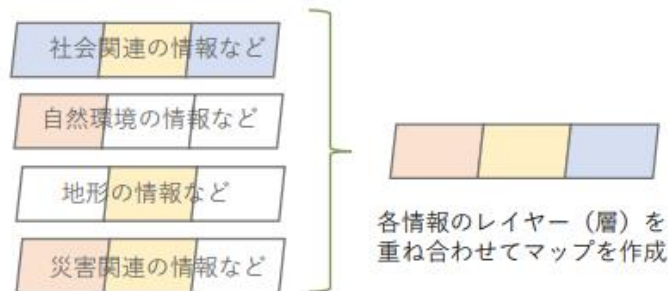 社会関連の情報など
自然環境の情報など
地形の情報など
災害関連の情報など
各情報のレイヤー（層）を
重ね合わせてマップを作成